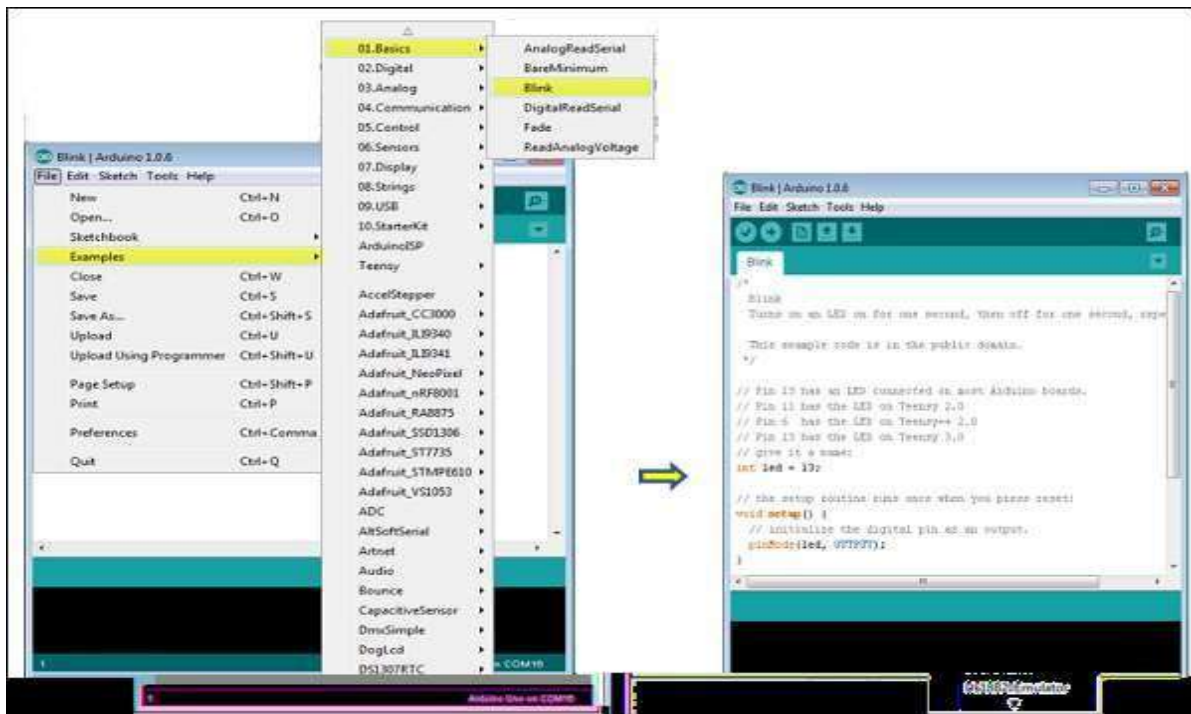 01.Basics
02.Digital
03.Analog
04.Communication
05.Control
06.Sensors
07.Display
08.Strings
09.USB
10.StarterKit
ArduinoISP
Teensy
AccelStepper
Adafruit_CC3000
Adafruit_ILI9340
Adafruit_ILI9341
Adafruit_NeoPixel
Adafruit_nRF8001
Adafruit_RA8875
Adafruit_SSD1306
Adafruit_ST7735
Adafruit_STMPE610
Adafruit_VS1053
ADC
AltSoftSerial
Artnet
Audio
Bounce
CapacitiveSensor
DmxSimple
DogLcd
DS1307RTC
AnalogReadSerial
BareMinimum
Blink
DigitalReadSerial
Fade
ReadAnalogVoltage
Blink | Arduino 1.0.6
File Edit Sketch Tools Help
New Ctrl+N
Open... Ctrl+O
Sketchbook
Examples
Close Ctrl+W
Save Ctrl+S
Save As... Ctrl+Shift+S
Upload Ctrl+U
Upload Using Programmer Ctrl+Shift+U
Page Setup Ctrl+Shift+P
Print Ctrl+P
Preferences Ctrl+Comma
Quit Ctrl+Q
1 COM16
Blink | Arduino 1.0.6
File Edit Sketch Tools Help
Blink
/*
Blink
Turns on an LED on for one second, then off for one second, repe
This example code is in the public domain.
*/
// Pin 13 has an LED connected on most Arduino boards.
// Pin 11 has the LED on Teensy 2.0
// Pin 6 has the LED on Teensy++ 2.0
// Pin 13 has the LED on Teensy 3.0
// give it a name:
int led = 13;
// the setup routine runs once when you press reset:
void setup() {
// initialize the digital pin as an output.
pinMode(led, OUTPUT);
}
Arduino Uno on COM16
Emulator